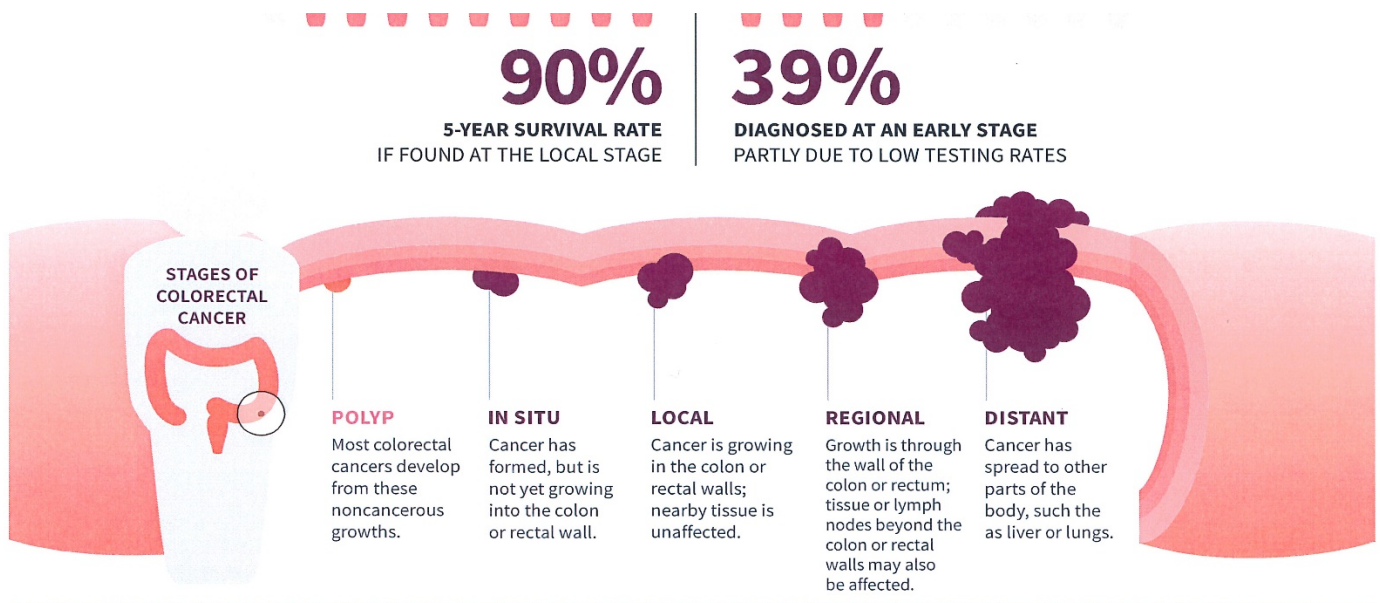 90%
5-YEAR SURVIVAL RATE
IF FOUND AT THE LOCAL STAGE
39%
DIAGNOSED AT AN EARLY STAGE
PARTLY DUE TO LOW TESTING RATES
STAGES OF
COLORECTAL
CANCER
POLYP
Most colorectal
cancers develop
from these
noncancerous
growths.
IN SITU
Cancer has
formed, but is
not yet growing
into the colon
or rectal wall.
LOCAL
Cancer is growing
in the colon or
rectal walls;
nearby tissue is
unaffected.
REGIONAL
Growth is through
the wall of the
colon or rectum;
tissue or lymph
nodes beyond the
colon or rectal
walls may also
be affected.
DISTANT
Cancer has
spread to other
parts of the
body, such the
as liver or lungs.